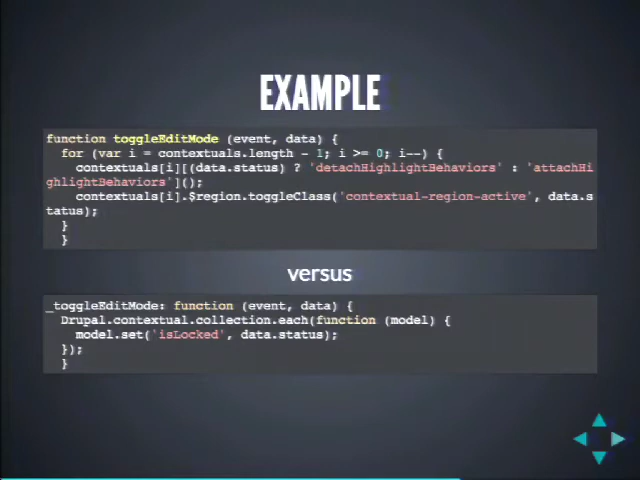 EXAMPLE
function toggleEditMode (event, data) {
for (var i = contextuals.length - 1; i >= 0; i--) {
contextuals[i][(data.status) ? 'detachHighlightBehaviors' : 'attachHi
ghlightBehaviors']();
contextuals[i].$region.toggleClass('contextual-region-active', data.s
tatus);
}
}
versus
_toggleEditMode: function (event, data) {
Drupal.contextual.collection.each(function (model) {
model.set('isLocked', data.status);
});
}